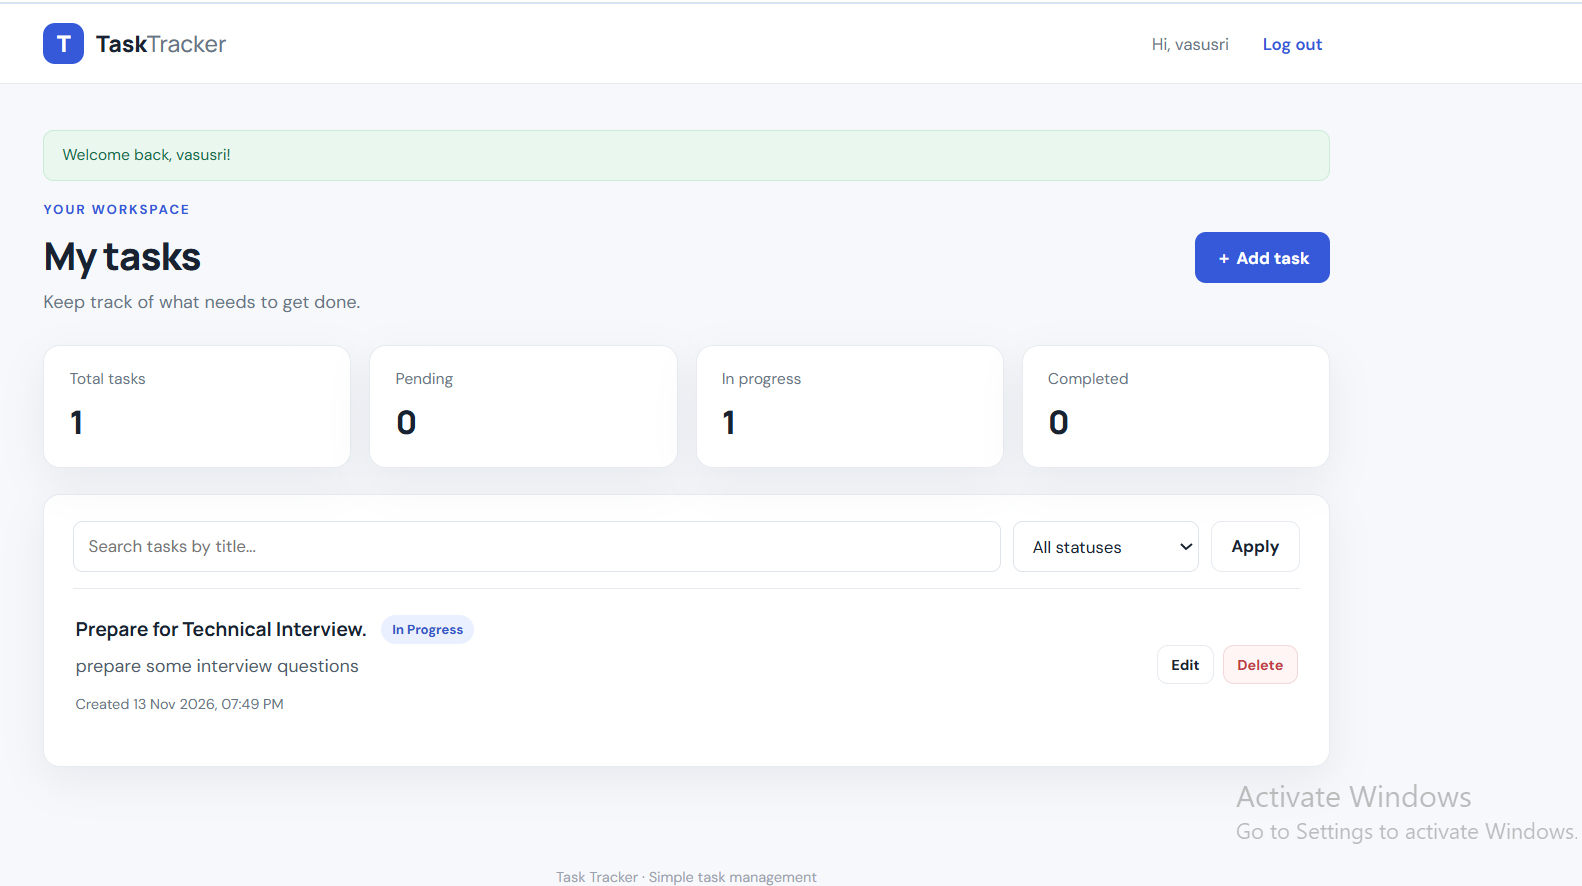 T TaskTracker
Hi, vasusri Log out
Welcome back, vasusri!
YOUR WORKSPACE
My tasks
+ Add task
Keep track of what needs to get done.
Total tasks
1
Pending
0
In progress
1
Completed
0
Search tasks by title...
All statuses
Apply
Prepare for Technical Interview. In Progress
prepare some interview questions
Edit Delete
Created 13 Nov 2026, 07:49 PM
Activate Windows
Go to Settings to activate Windows.
Task Tracker · Simple task management